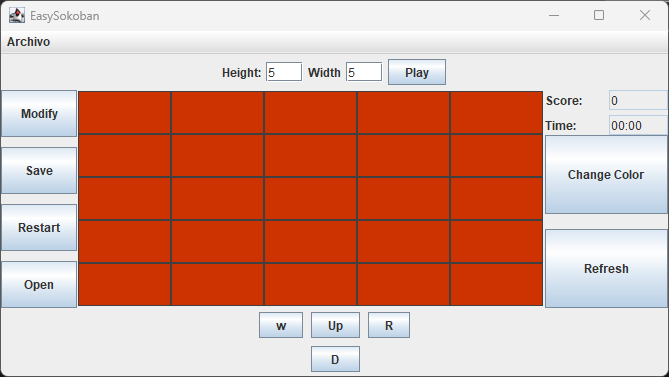 EasySokoban
Archivo
Height: 5 Width 5 Play
Modify
Save
Restart
Open
Score: 0
Time: 00:00
Change Color
Refresh
w Up R
D